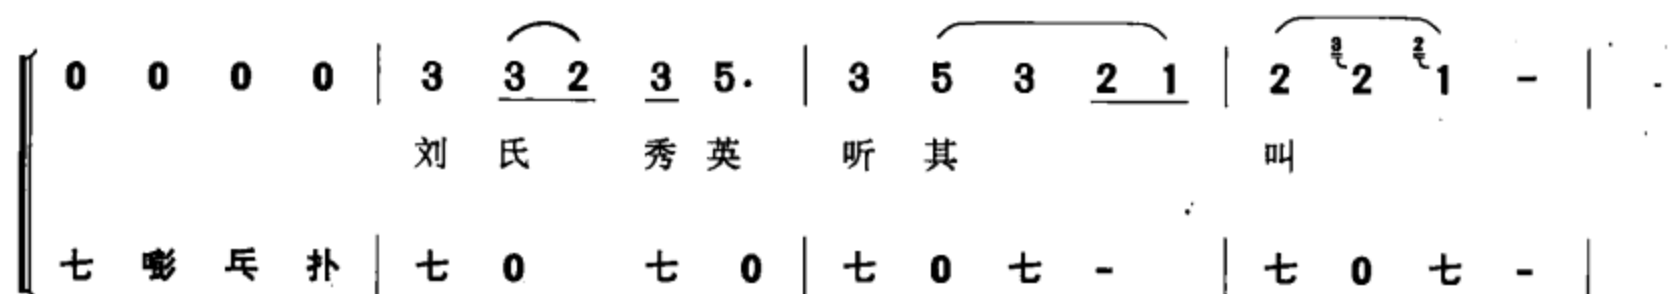 0 0 0 0 | 3 3 2 3 5. | 3 5 3 2 1 | 2 3 2 2 1 - |
刘 氏 秀 英 听 其 叫
七 嘭 乓 扑 | 七 0 七 0 | 七 0 七 - | 七 0 七 - |